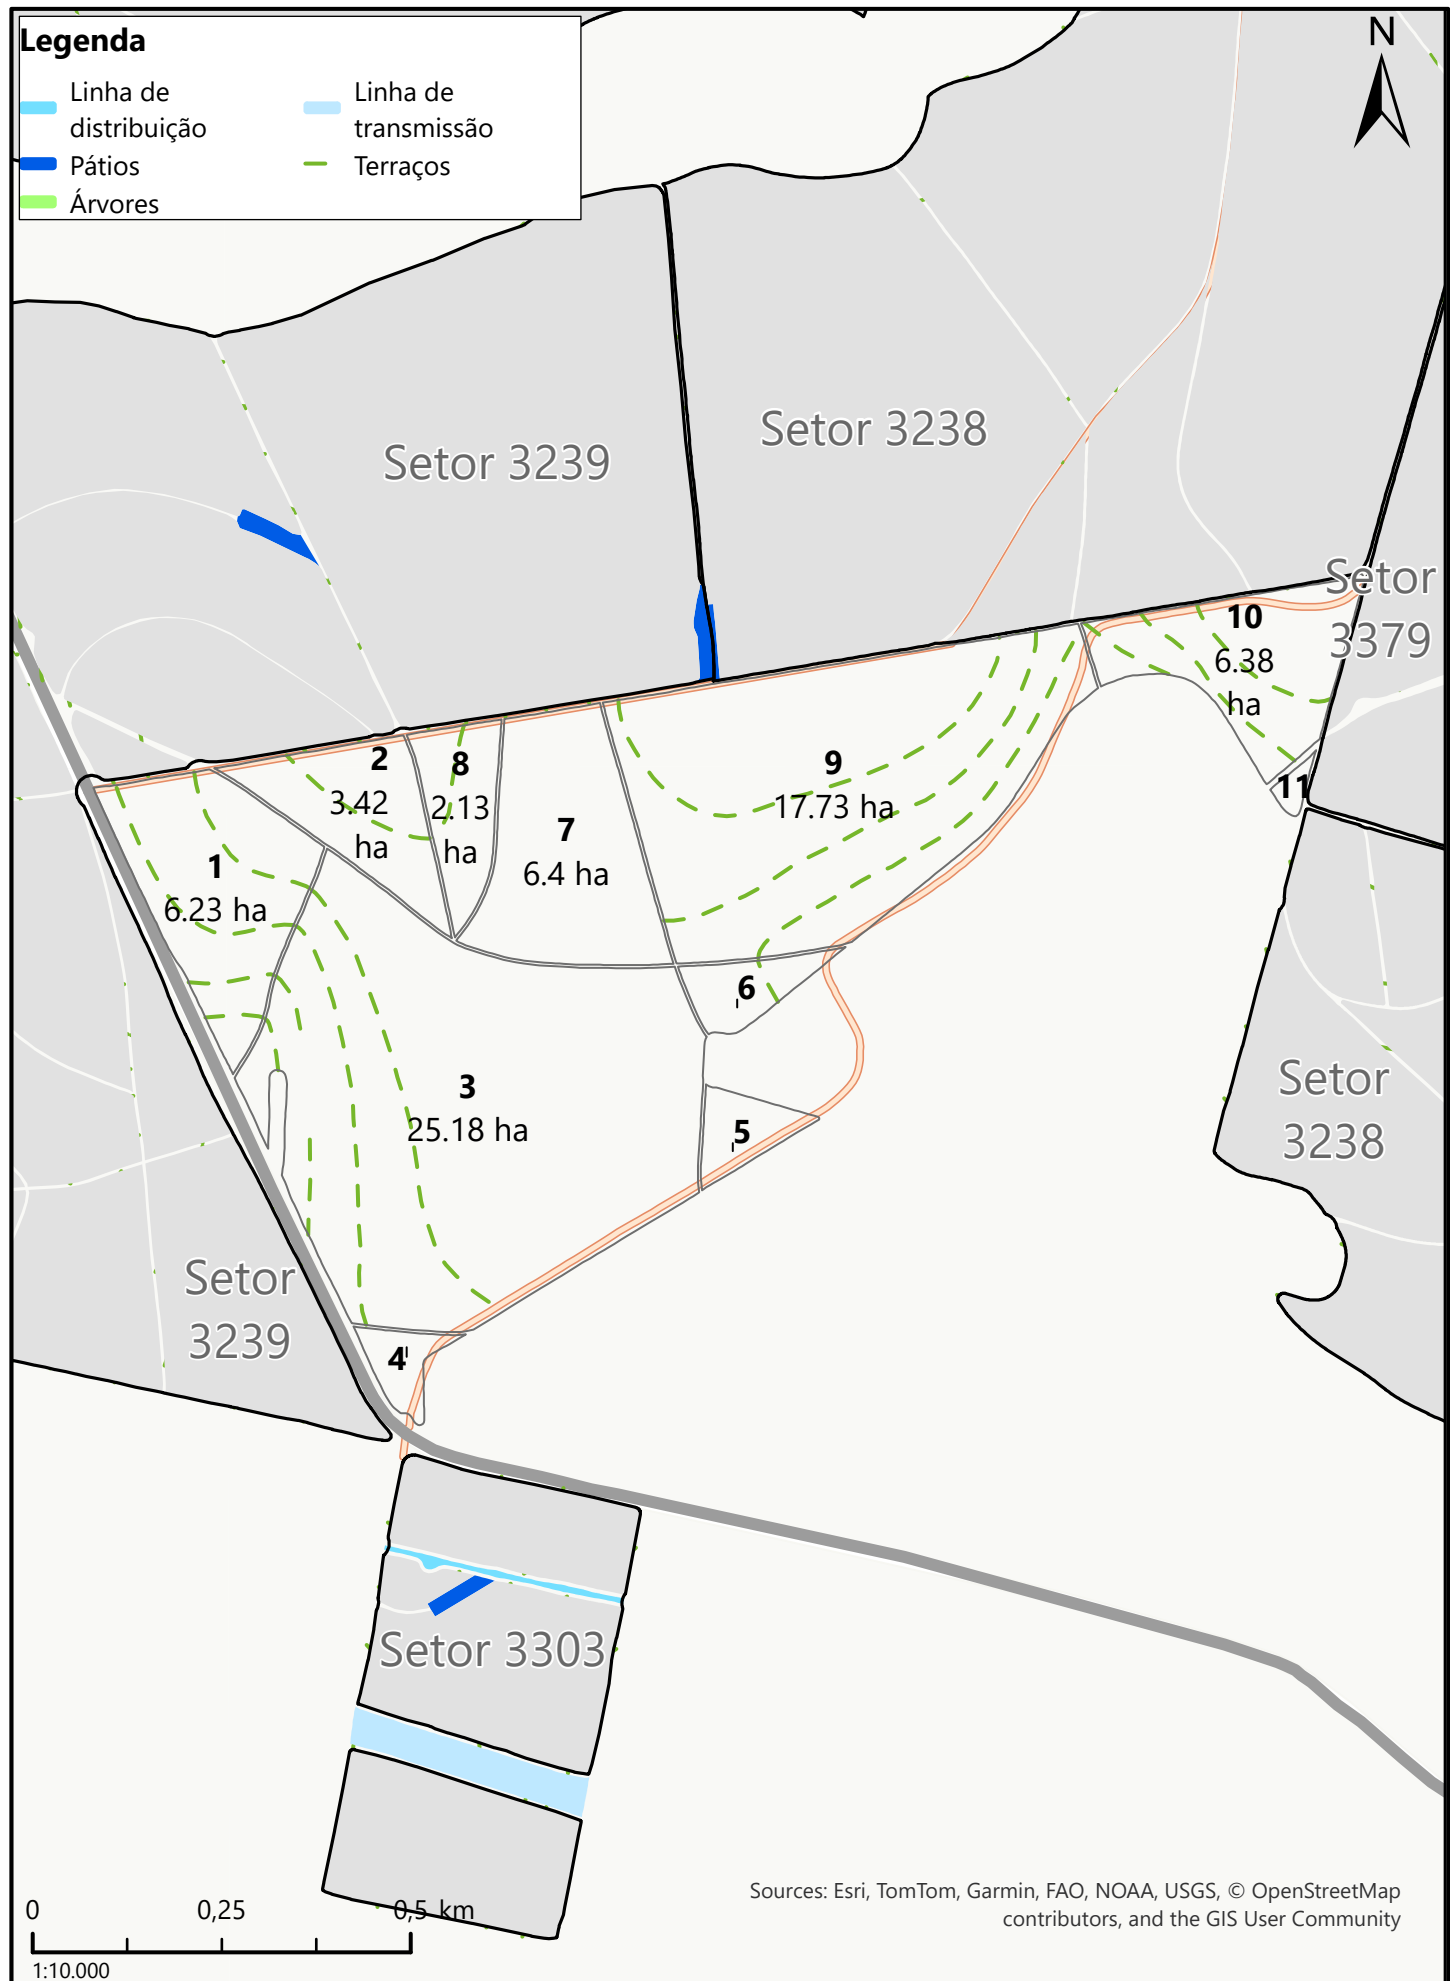 Legenda
Linha de
distribuição
Linha de
transmissão
Pátios
Terraços
Árvores
N
Setor 3238
Setor 3239
Setor
3379
10
6.38
ha
2
3.42
ha
8
2.13
ha
9
17.73 ha
11
7
6.4 ha
1
6.23 ha
6
3
25.18 ha
5
Setor
3238
Setor
3239
4
Setor 3303
Sources: Esri, TomTom, Garmin, FAO, NOAA, USGS, © OpenStreetMap
contributors, and the GIS User Community
0 0,25 0,5 km
1:10.000